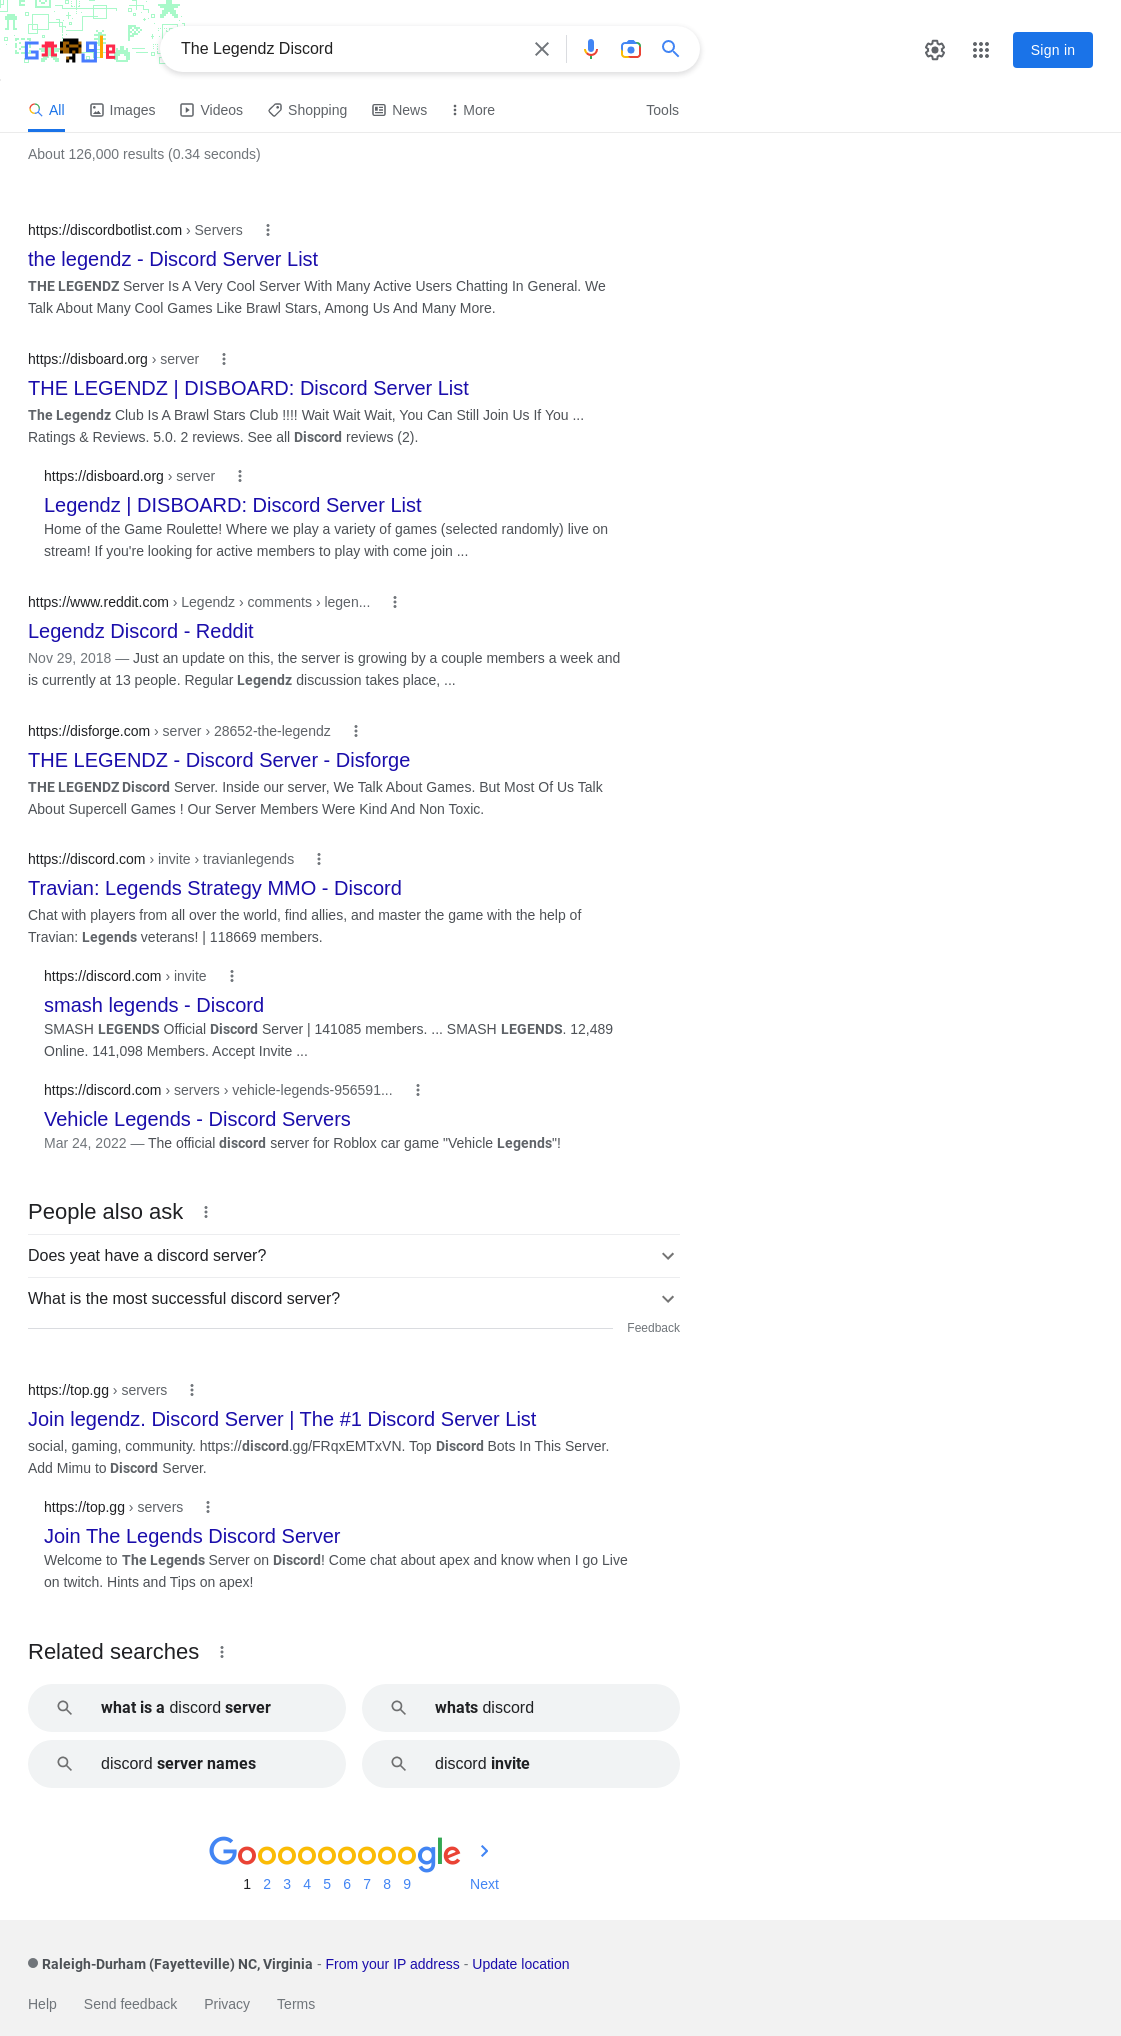 Google
The Legendz Discord
Sign in
All Images Videos Shopping News More Tools
About 126,000 results (0.34 seconds)
https://discordbotlist.com › Servers
the legendz - Discord Server List
THE LEGENDZ Server Is A Very Cool Server With Many Active Users Chatting In General. We
Talk About Many Cool Games Like Brawl Stars, Among Us And Many More.
https://disboard.org › server
THE LEGENDZ | DISBOARD: Discord Server List
The Legendz Club Is A Brawl Stars Club !!!! Wait Wait Wait, You Can Still Join Us If You ...
Ratings & Reviews. 5.0. 2 reviews. See all Discord reviews (2).
https://disboard.org › server
Legendz | DISBOARD: Discord Server List
Home of the Game Roulette! Where we play a variety of games (selected randomly) live on
stream! If you're looking for active members to play with come join ...
https://www.reddit.com › Legendz › comments › legen...
Legendz Discord - Reddit
Nov 29, 2018 — Just an update on this, the server is growing by a couple members a week and
is currently at 13 people. Regular Legendz discussion takes place, ...
https://disforge.com › server › 28652-the-legendz
THE LEGENDZ - Discord Server - Disforge
THE LEGENDZ Discord Server. Inside our server, We Talk About Games. But Most Of Us Talk
About Supercell Games ! Our Server Members Were Kind And Non Toxic.
https://discord.com › invite › travianlegends
Travian: Legends Strategy MMO - Discord
Chat with players from all over the world, find allies, and master the game with the help of
Travian: Legends veterans! | 118669 members.
https://discord.com › invite
smash legends - Discord
SMASH LEGENDS Official Discord Server | 141085 members. ... SMASH LEGENDS. 12,489
Online. 141,098 Members. Accept Invite ...
https://discord.com › servers › vehicle-legends-956591...
Vehicle Legends - Discord Servers
Mar 24, 2022 — The official discord server for Roblox car game "Vehicle Legends"!
People also ask
Does yeat have a discord server?
What is the most successful discord server?
Feedback
https://top.gg › servers
Join legendz. Discord Server | The #1 Discord Server List
social, gaming, community. https://discord.gg/FRqxEMTxVN. Top Discord Bots In This Server.
Add Mimu to Discord Server.
https://top.gg › servers
Join The Legends Discord Server
Welcome to The Legends Server on Discord! Come chat about apex and know when I go Live
on twitch. Hints and Tips on apex!
Related searches
what is a discord server
whats discord
discord server names
discord invite
Goooooooooogle
1 2 3 4 5 6 7 8 9 Next
Raleigh-Durham (Fayetteville) NC, Virginia - From your IP address - Update location
Help Send feedback Privacy Terms